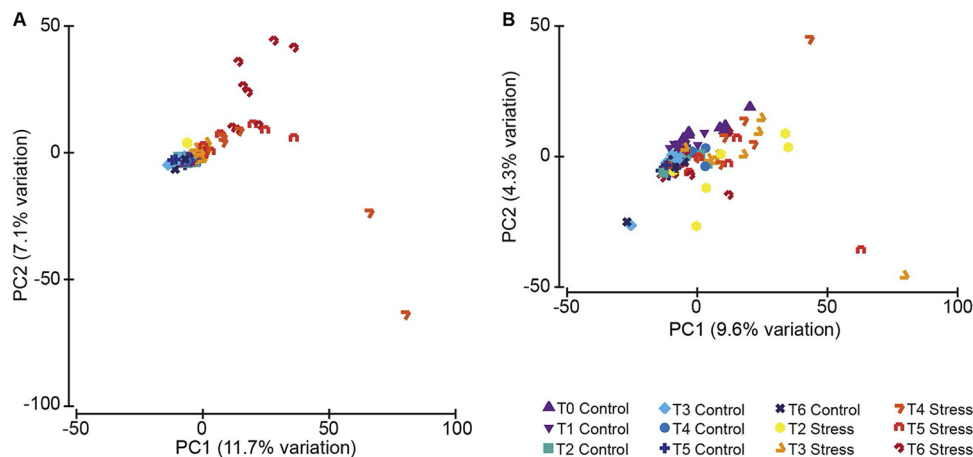 A
50
0
-50
-100
PC2 (7.1% variation)
-50 0 50 100
PC1 (11.7% variation)
B
50
0
-50
PC2 (4.3% variation)
-50 0 50 100
PC1 (9.6% variation)
T0 Control T3 Control T6 Control T4 Stress
T1 Control T4 Control T2 Stress T5 Stress
T2 Control T5 Control T3 Stress T6 Stress